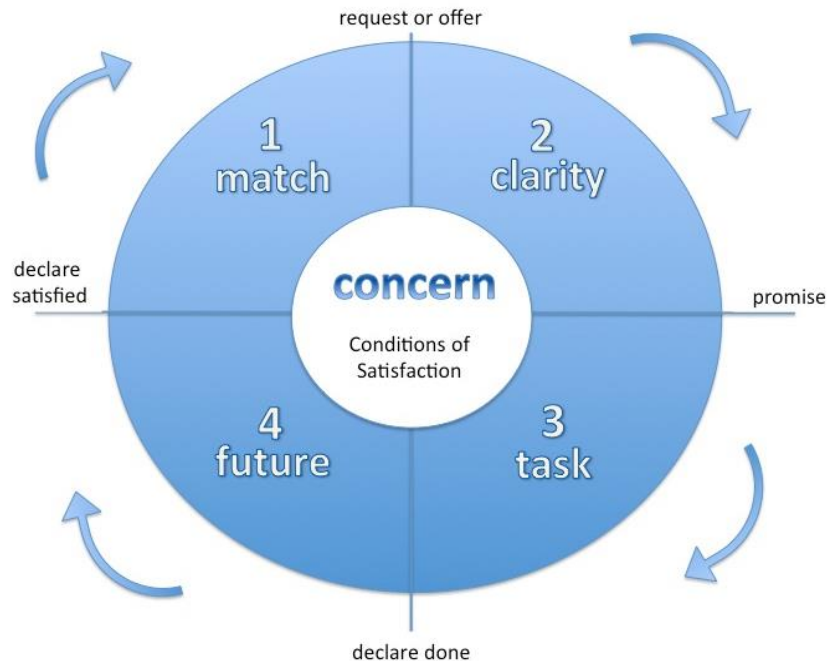 request or offer
1
match
2
clarity
declare
satisfied
concern
Conditions of
Satisfaction
promise
4
future
3
task
declare done